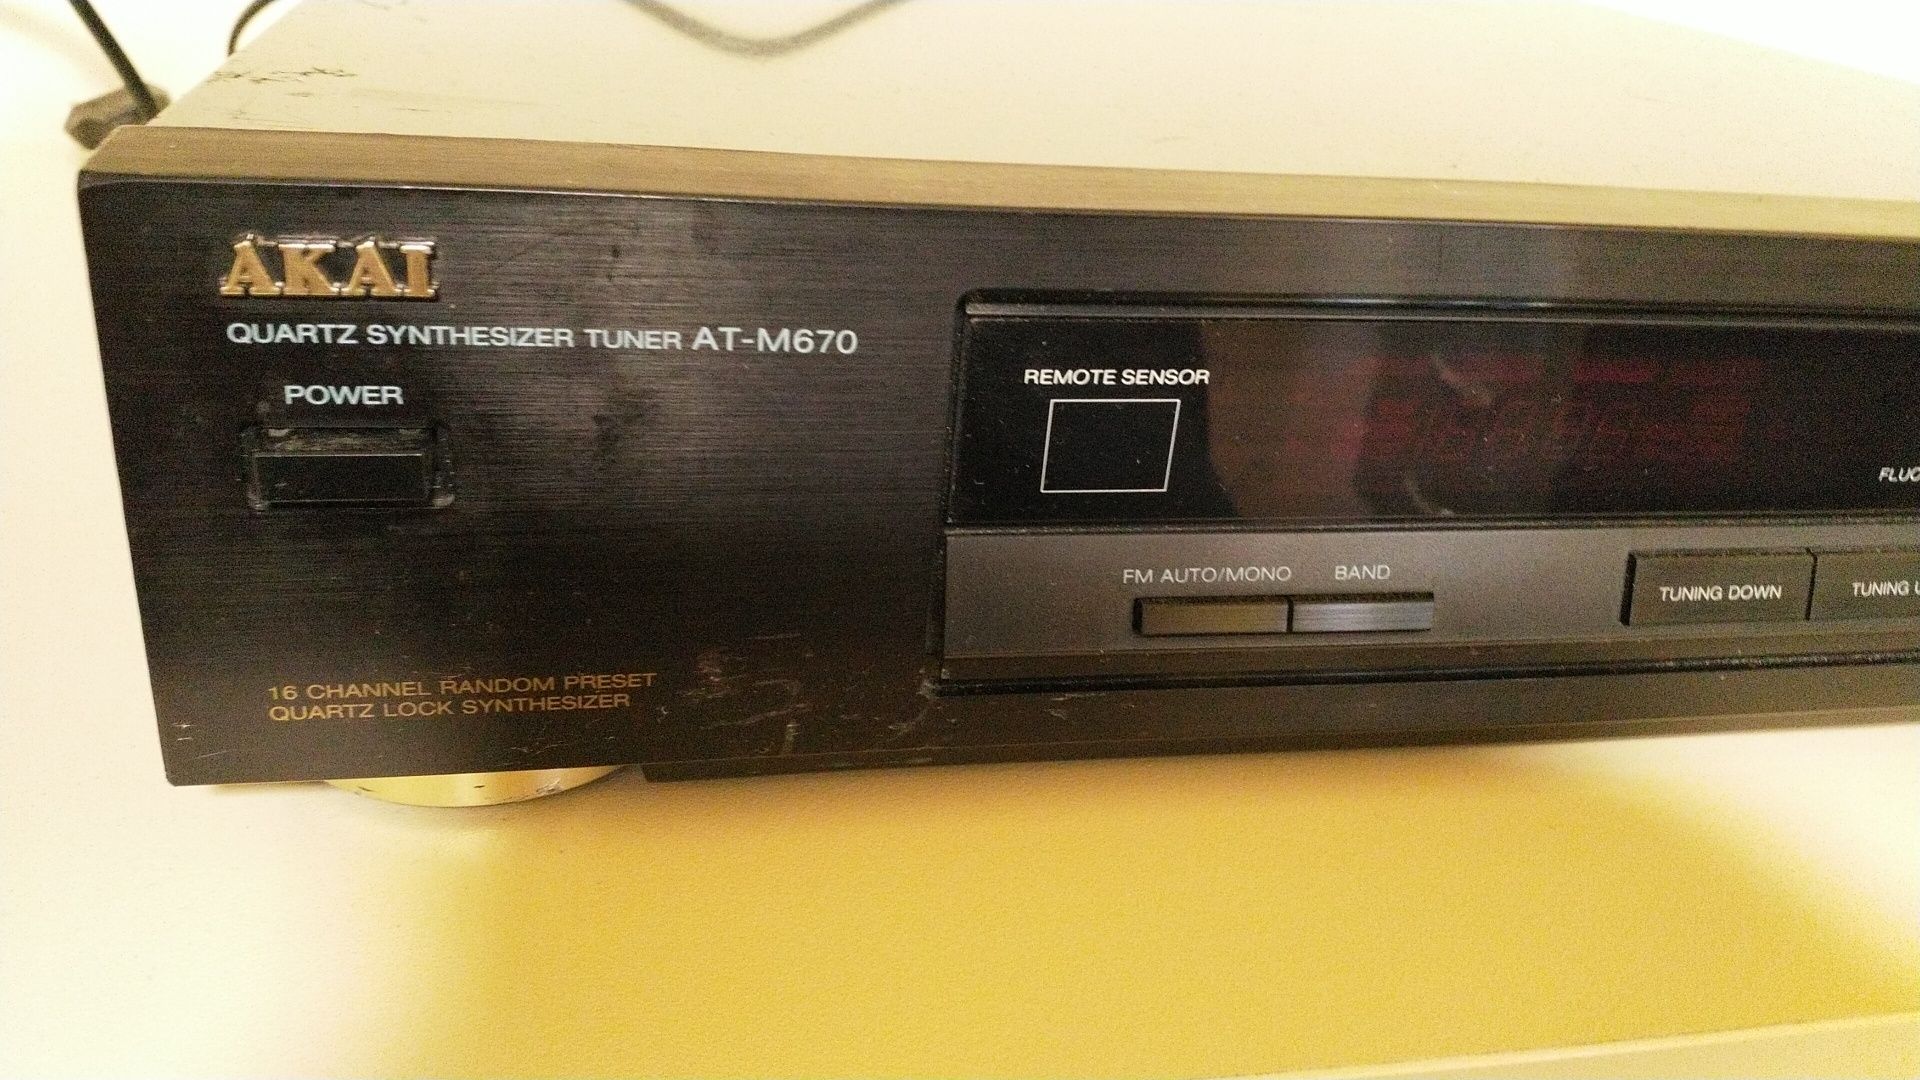 AKAI
QUARTZ SYNTHESIZER TUNER AT-M670
POWER
REMOTE SENSOR
FM AUTO/MONO BAND
TUNING DOWN
TUNING
16 CHANNEL RANDOM PRESET
QUARTZ LOCK SYNTHESIZER